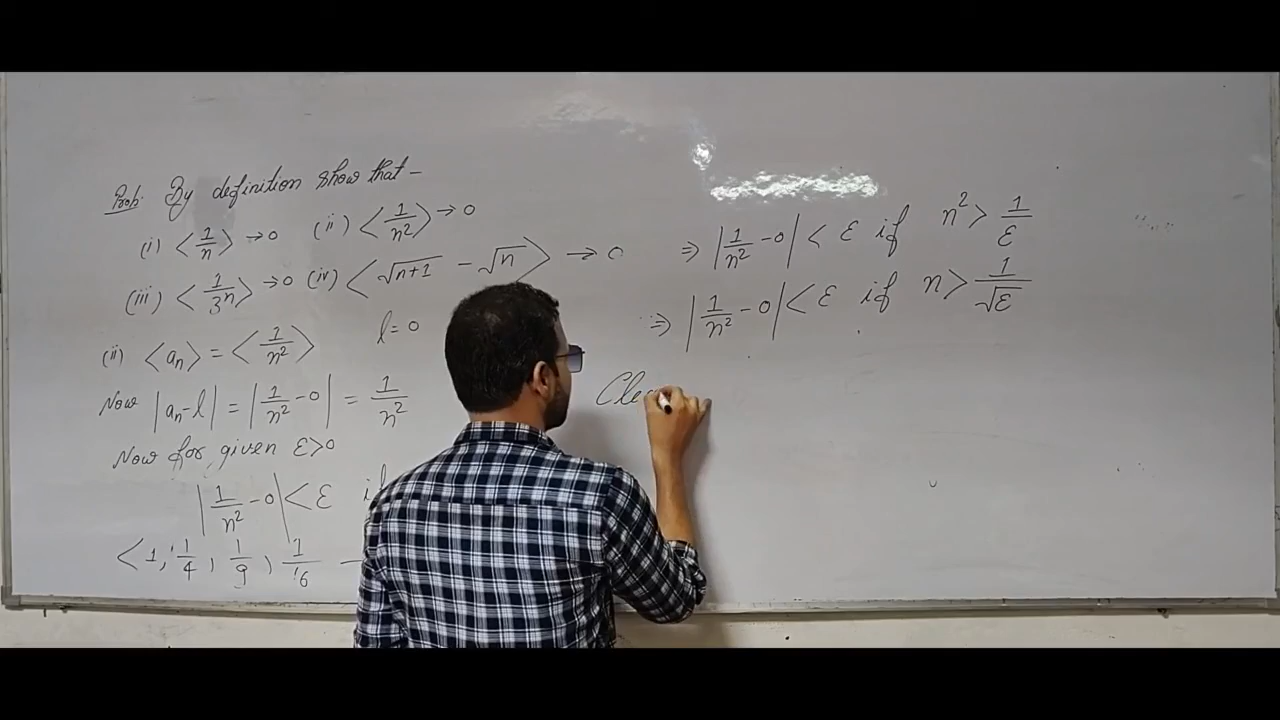 Prob. By definition show that –
(i) <1/n> → 0 (ii) <1/n²> → 0
(iii) <1/3ⁿ> → 0 (iv) <√(n+1) – √n> → 0
(ii) <aₙ> = <1/n²> l = 0
Now |aₙ – l| = |1/n² – 0| = 1/n²
Now for given ε>0
|1/n² – 0| < ε if
<1, 1/4, 1/9, 1/16 —
⇒ |1/n² – 0| < ε if n² > 1/ε
⇒ |1/n² – 0| < ε if n > 1/√ε